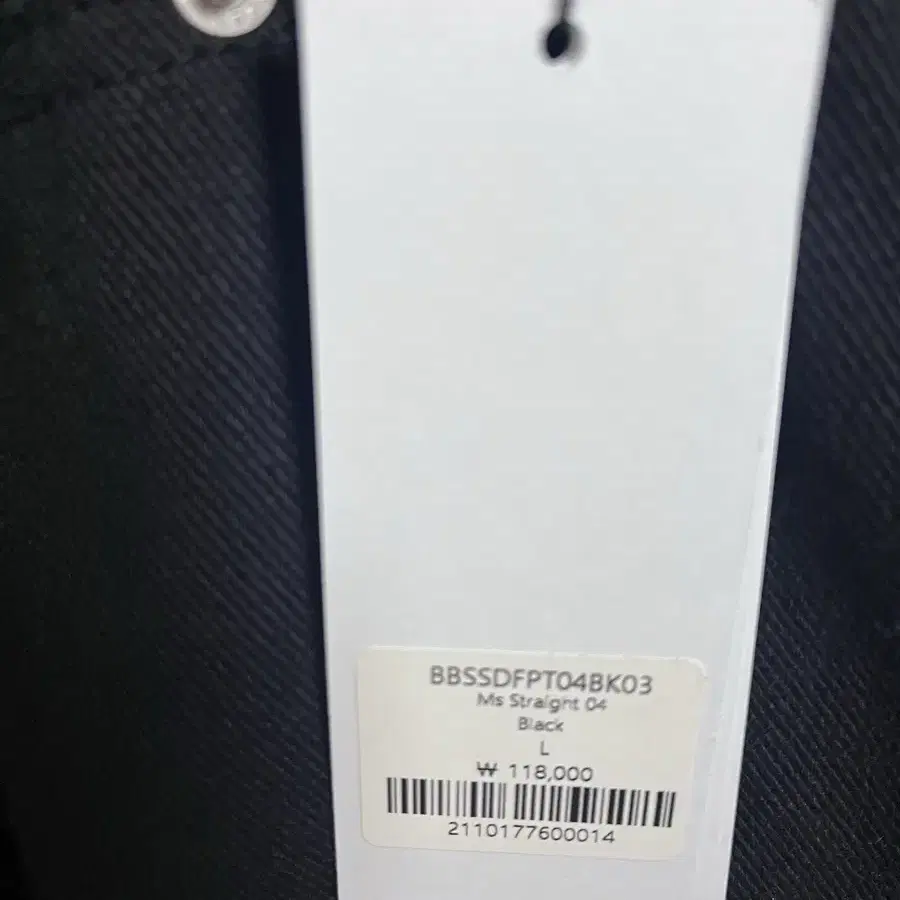 BBSSDFPT04BK03
Ms Straight 04
Black
L
₩ 118,000
2110177600014